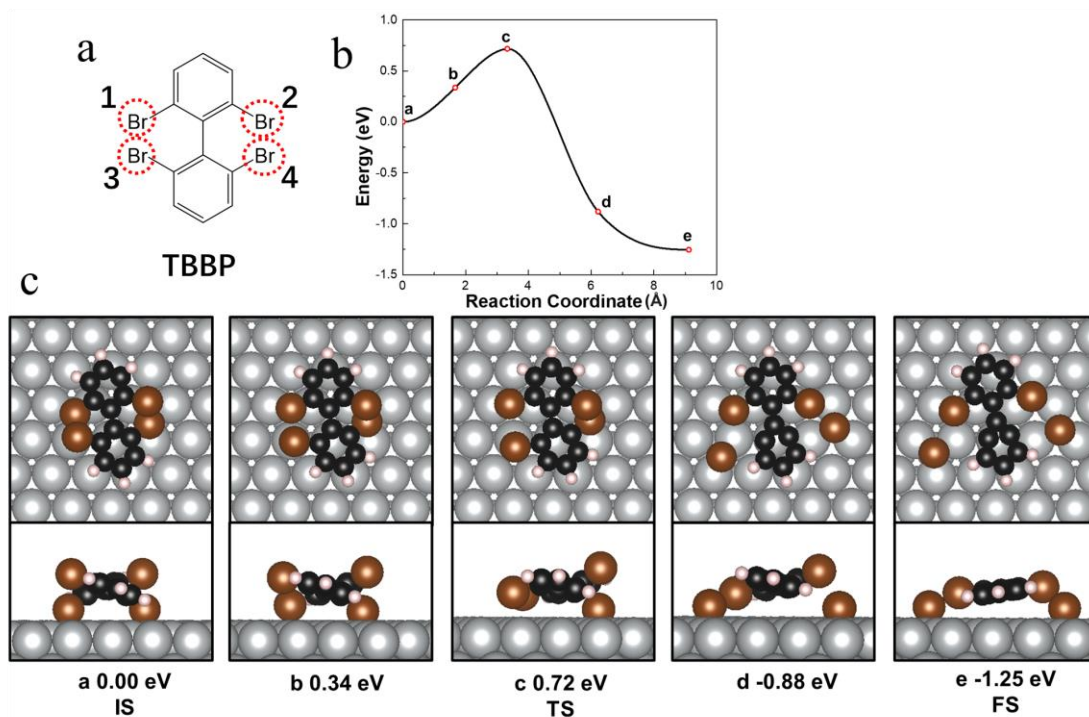 a
1
2
Br
Br
Br
Br
3
4
TBBP
b
Energy (eV)
1.0
0.5
0.0
-0.5
-1.0
-1.5
a
b
c
d
e
0
2
4
6
8
10
Reaction Coordinate (Å)
c
a 0.00 eV
IS
b 0.34 eV
c 0.72 eV
TS
d -0.88 eV
e -1.25 eV
FS